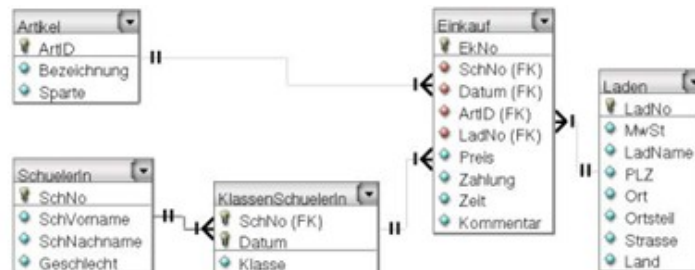 Artikel
ArtID
Bezeichnung
Sparte
Einkauf
EkNo
SchNo (FK)
Datum (FK)
ArtID (FK)
LadNo (FK)
Preis
Zahlung
Zeit
Kommentar
Laden
LadNo
MwSt
LadName
PLZ
Ort
Ortsteil
Strasse
Land
SchuelerIn
SchNo
SchVorname
SchNachname
Geschlecht
KlassenSchuelerIn
SchNo (FK)
Datum
Klasse